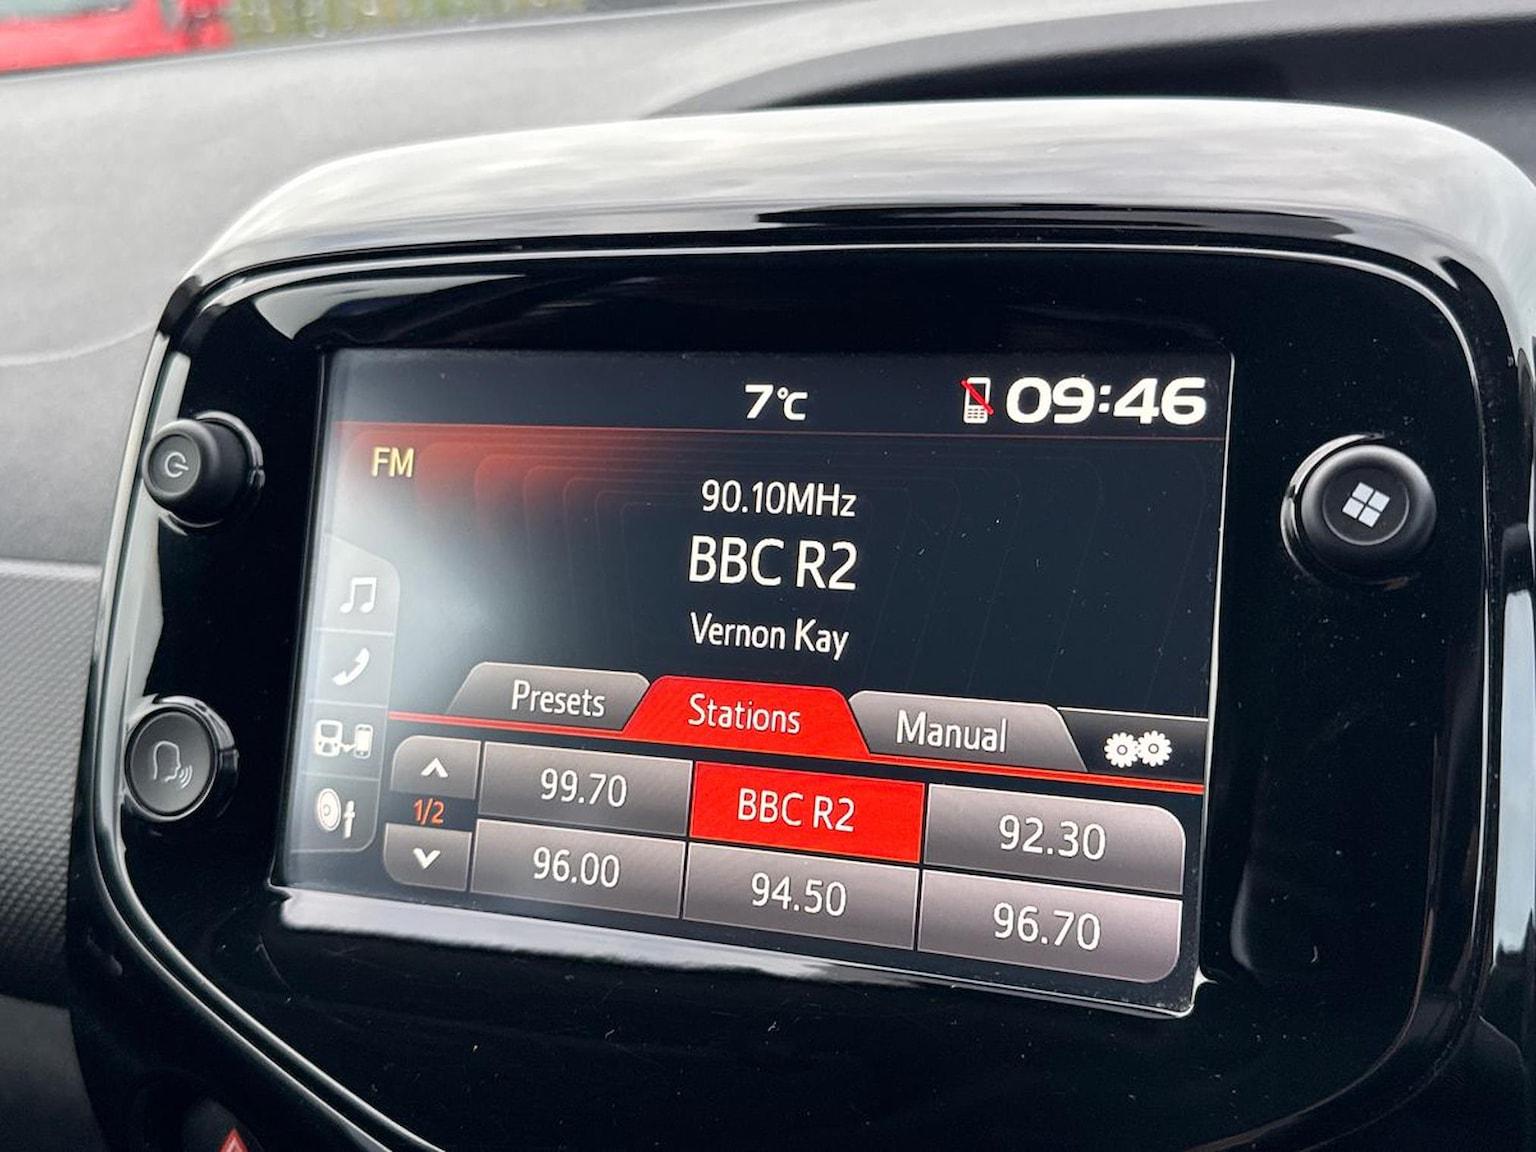 7°C 09:46
FM
90.10MHz
BBC R2
Vernon Kay
Presets Stations Manual
1/2
99.70 BBC R2 92.30
96.00 94.50 96.70